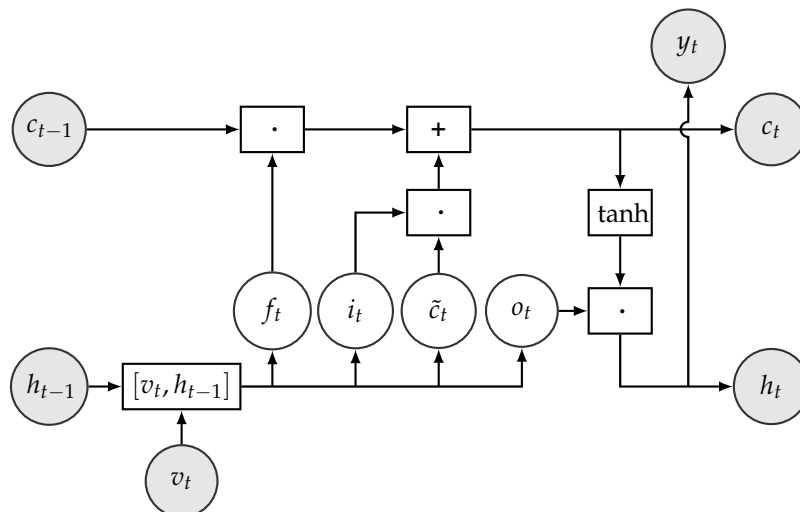 y_t
c_{t−1} · + c_t
· tanh
f_t i_t c̃_t o_t ·
h_{t−1} [v_t, h_{t−1}] h_t
v_t